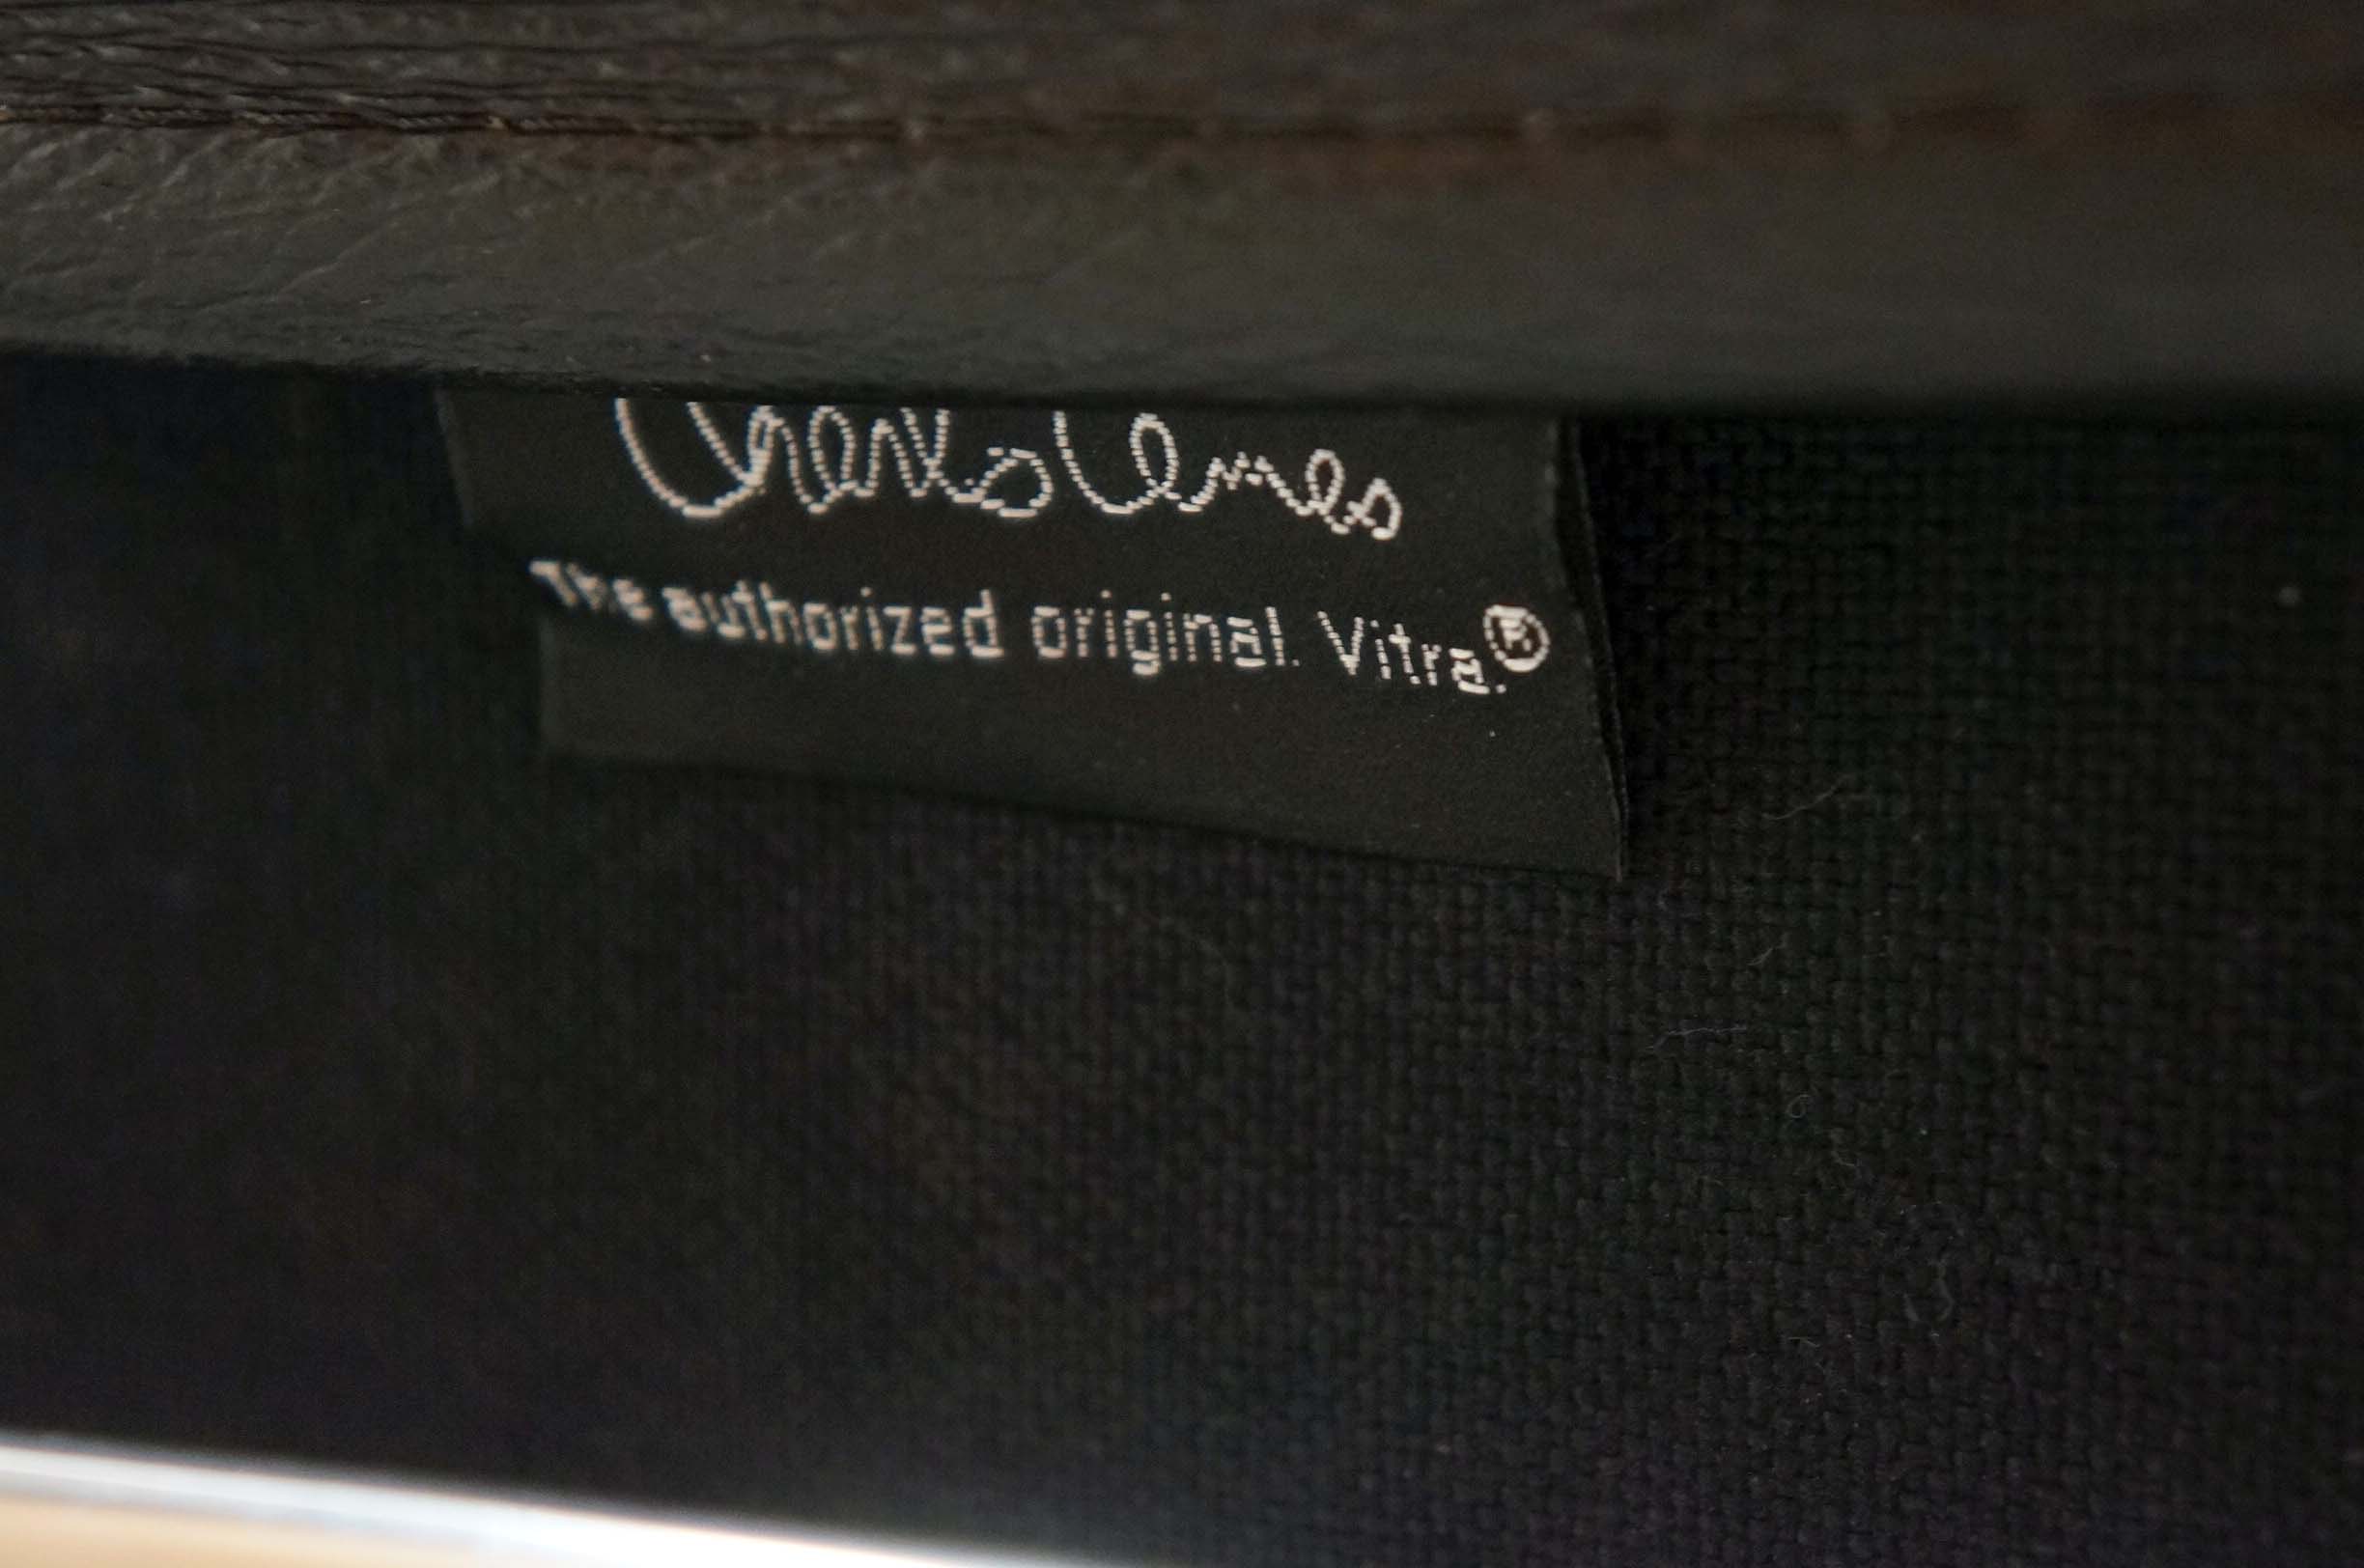 Charles Eames
The authorized original. Vitra.®